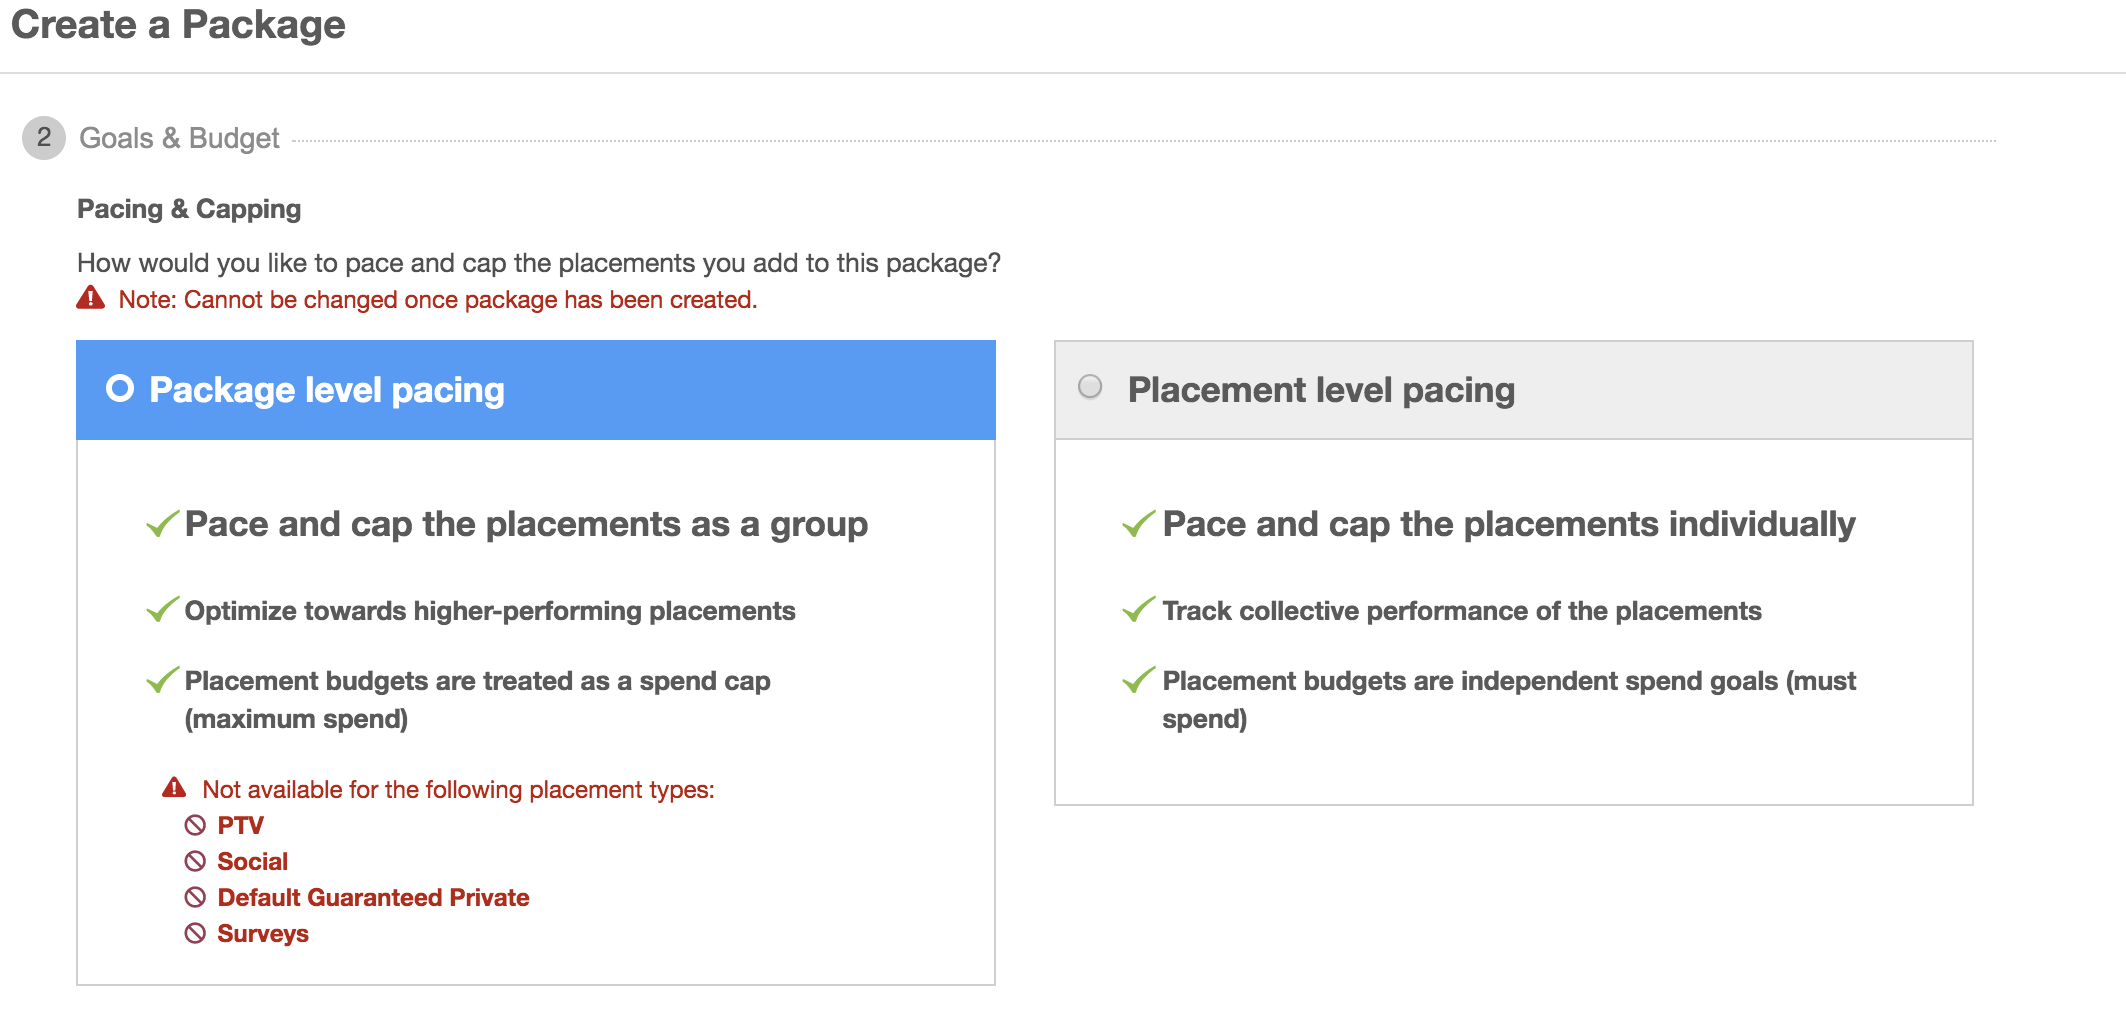 Create a Package
2 Goals & Budget
Pacing & Capping
How would you like to pace and cap the placements you add to this package?
Note: Cannot be changed once package has been created.
Package level pacing
Pace and cap the placements as a group
Optimize towards higher-performing placements
Placement budgets are treated as a spend cap
(maximum spend)
Not available for the following placement types:
PTV
Social
Default Guaranteed Private
Surveys
Placement level pacing
Pace and cap the placements individually
Track collective performance of the placements
Placement budgets are independent spend goals (must
spend)